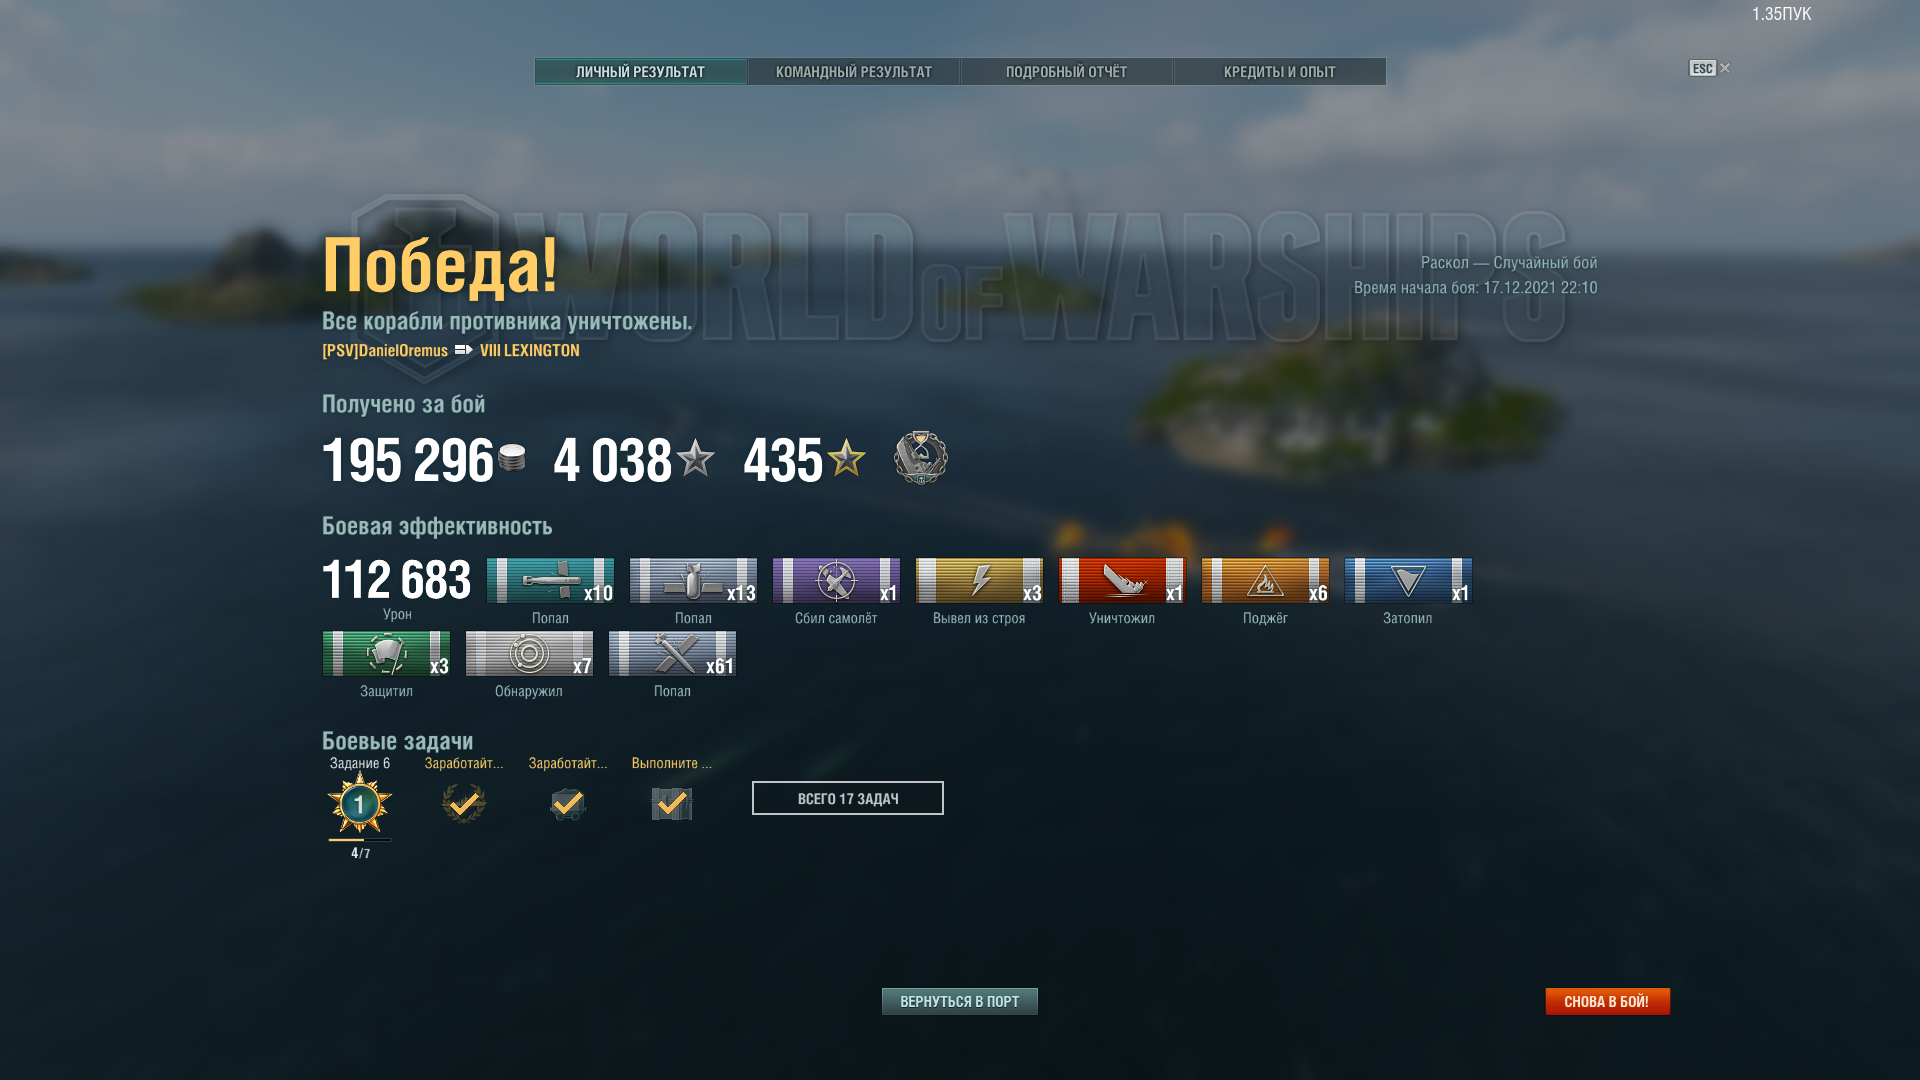 1.35ПУК
ЛИЧНЫЙ РЕЗУЛЬТАТ
КОМАНДНЫЙ РЕЗУЛЬТАТ
ПОДРОБНЫЙ ОТЧЁТ
КРЕДИТЫ И ОПЫТ
ESC
WORLD OF WARSHIPS
Победа!
Раскол — Случайный бой
Время начала боя: 17.12.2021 22:10
Все корабли противника уничтожены.
[PSV]DanielOremus VIII LEXINGTON
Получено за бой
195 296 4 038 435
Боевая эффективность
112 683 x10 x13 x1 x3 x1 x6 x1
Урон Попал Попал Сбил самолёт Вывел из строя Уничтожил Поджёг Затопил
x3 x7 x61
Защитил Обнаружил Попал
Боевые задачи
Задание 6 Заработайт... Заработайт... Выполните ...
1
ВСЕГО 17 ЗАДАЧ
4/7
ВЕРНУТЬСЯ В ПОРТ
СНОВА В БОЙ!